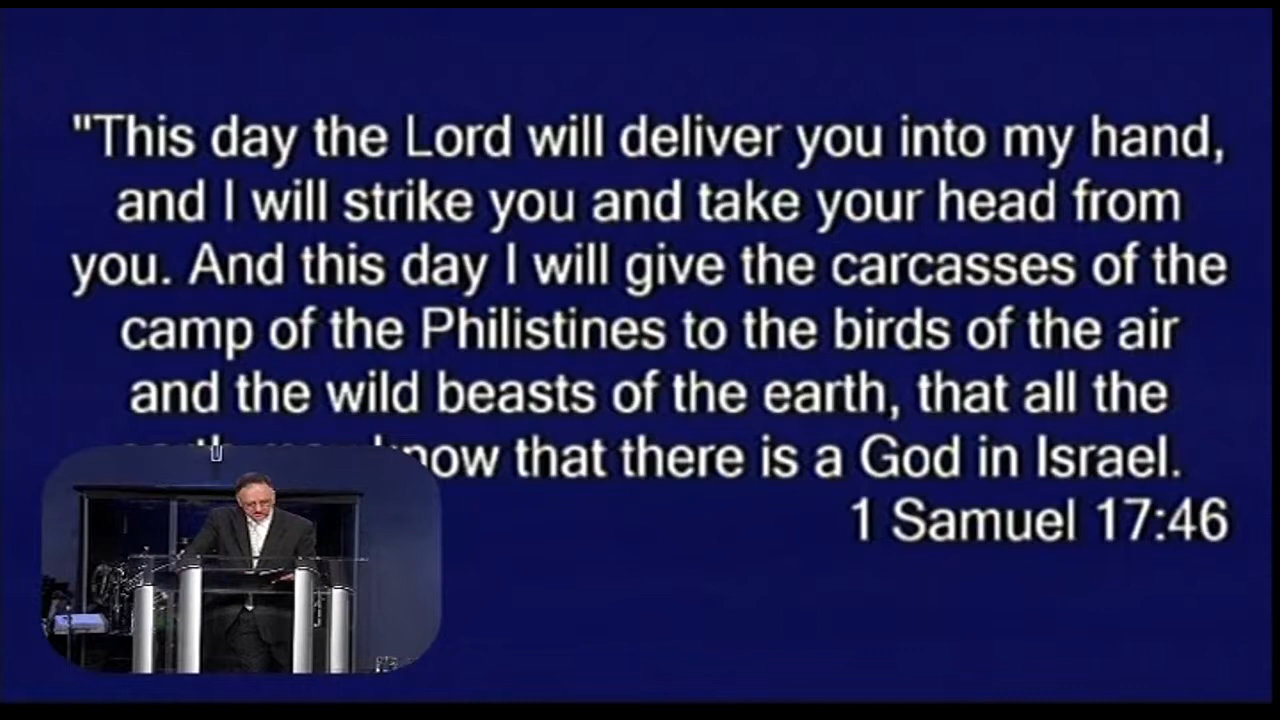 "This day the Lord will deliver you into my hand,
and I will strike you and take your head from
you. And this day I will give the carcasses of the
camp of the Philistines to the birds of the air
and the wild beasts of the earth, that all the
know that there is a God in Israel.
1 Samuel 17:46